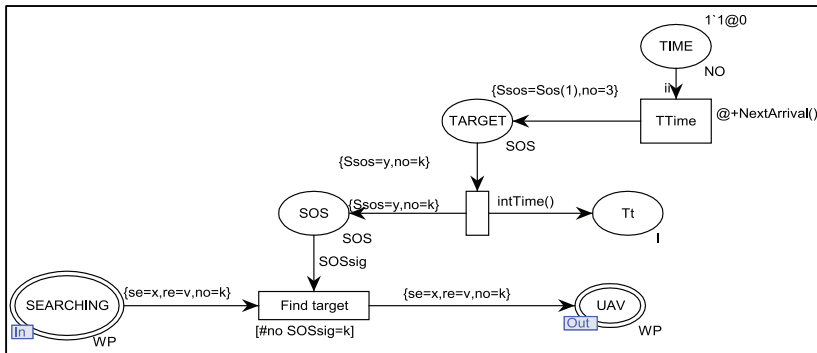 1`1@0
TIME
NO
ii
{Ssos=Sos(1),no=3}
TARGET
TTime
@+NextArrival()
SOS
{Ssos=y,no=k}
SOS
{Ssos=y,no=k}
intTime()
Tt
SOS
I
SOSsig
SEARCHING
{se=x,re=v,no=k}
Find target
{se=x,re=v,no=k}
UAV
In
WP
[#no SOSsig=k]
Out
WP